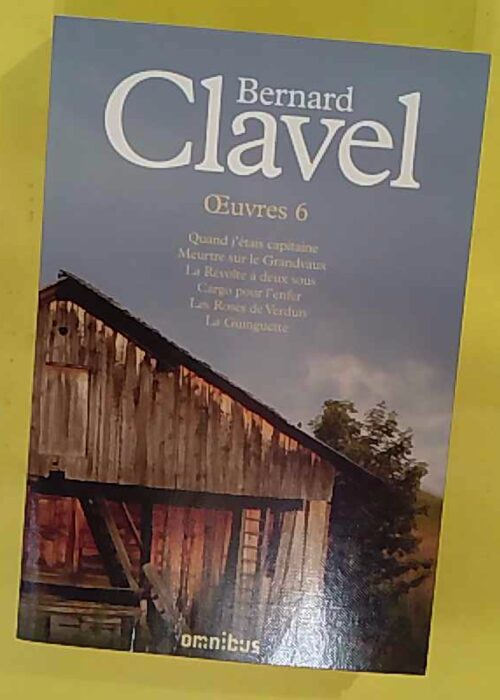 Bernard
Clavel
Œuvres 6
Quand j'étais capitaine
Meurtre sur le Grandvaux
La Révolte à deux sous
Cargo pour l'enfer
Les Roses de Verdun
La Guinguette
omnibus